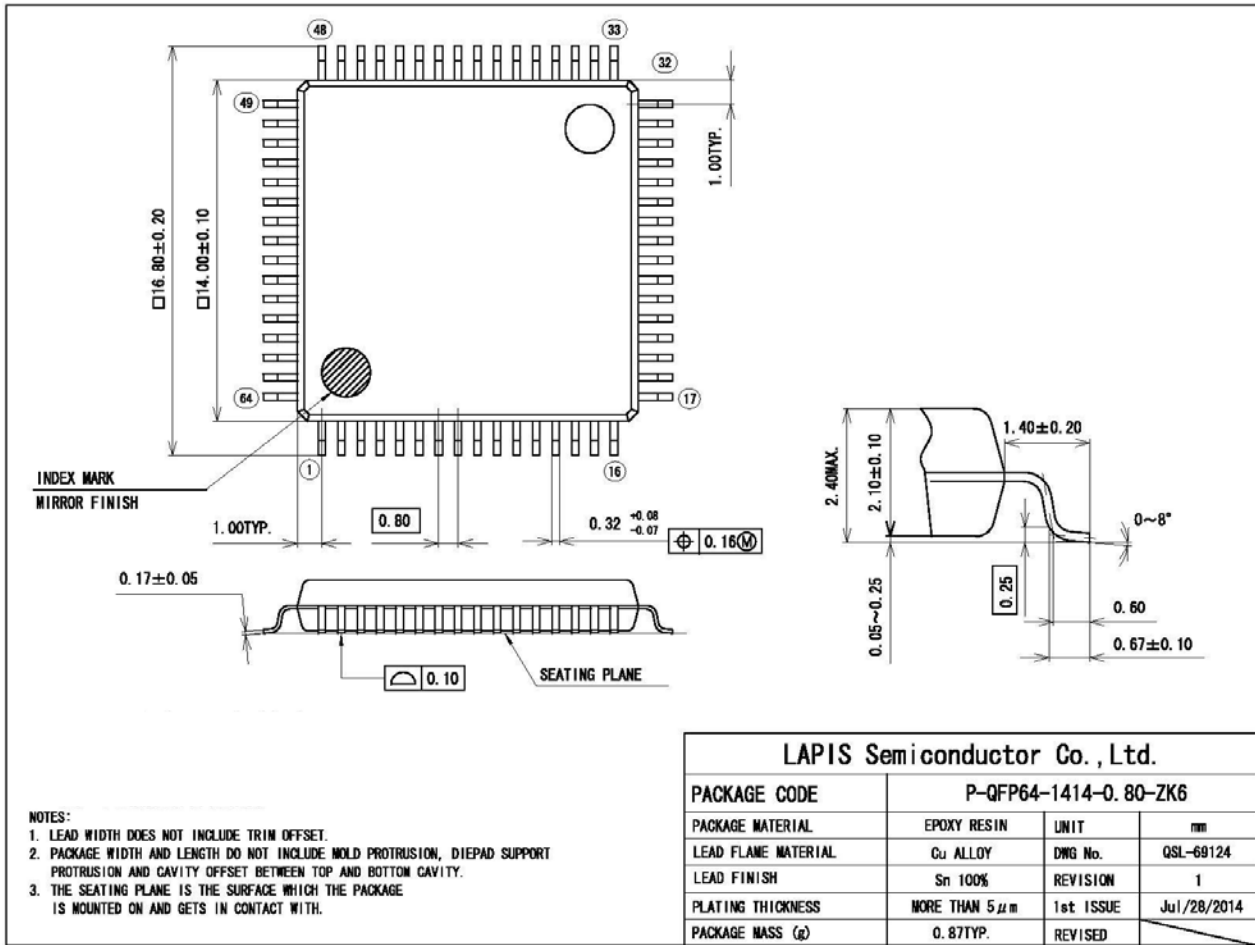 48
33
32
49
1.00TYP.
□16.80±0.20
□14.00±0.10
64
17
1
16
INDEX MARK
MIRROR FINISH
1.00TYP.
0.80
0.32 +0.08 -0.07
⌖ 0.16Ⓜ
2.40MAX.
2.10±0.10
1.40±0.20
0~8°
0.25
0.05~0.25
0.60
0.67±0.10
0.17±0.05
⌓ 0.10
SEATING PLANE
NOTES:
1. LEAD WIDTH DOES NOT INCLUDE TRIM OFFSET.
2. PACKAGE WIDTH AND LENGTH DO NOT INCLUDE MOLD PROTRUSION, DIEPAD SUPPORT
PROTRUSION AND CAVITY OFFSET BETWEEN TOP AND BOTTOM CAVITY.
3. THE SEATING PLANE IS THE SURFACE WHICH THE PACKAGE
IS MOUNTED ON AND GETS IN CONTACT WITH.
LAPIS Semiconductor Co.,Ltd.
PACKAGE CODE P-QFP64-1414-0.80-ZK6
PACKAGE MATERIAL EPOXY RESIN UNIT mm
LEAD FLAME MATERIAL Cu ALLOY DWG No. QSL-69124
LEAD FINISH Sn 100% REVISION 1
PLATING THICKNESS MORE THAN 5μm 1st ISSUE Jul/28/2014
PACKAGE MASS (g) 0.87TYP. REVISED